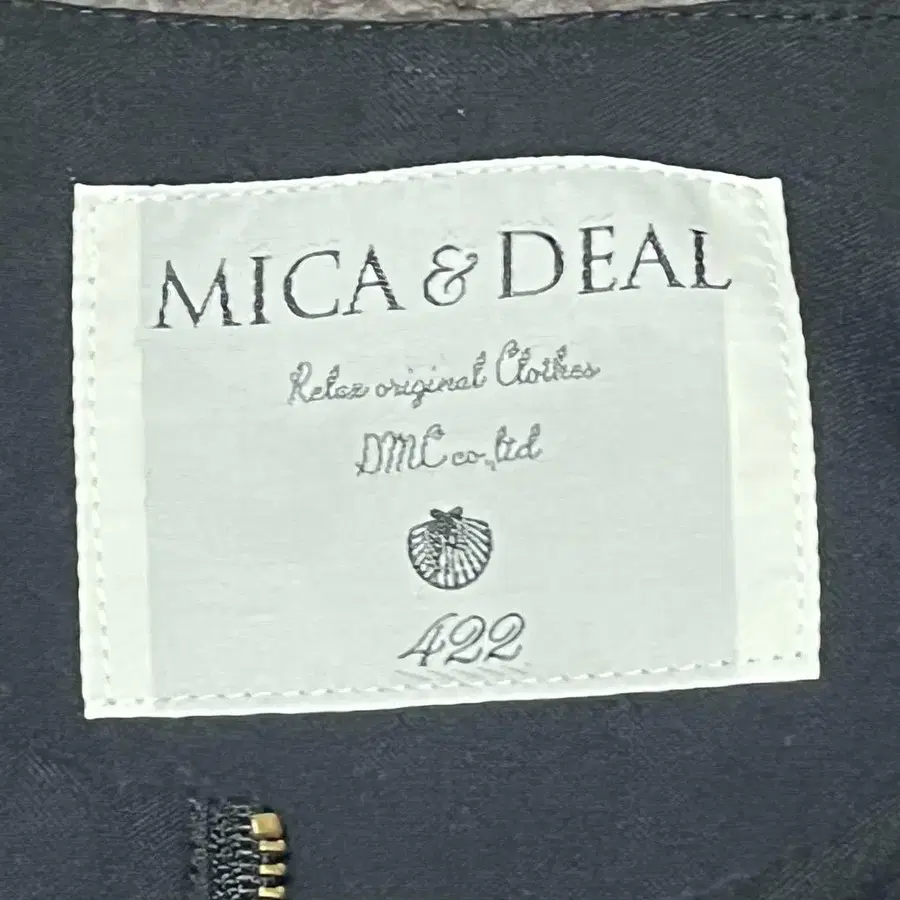 MICA & DEAL
Relax original Clothes
DMC co.,ltd
422